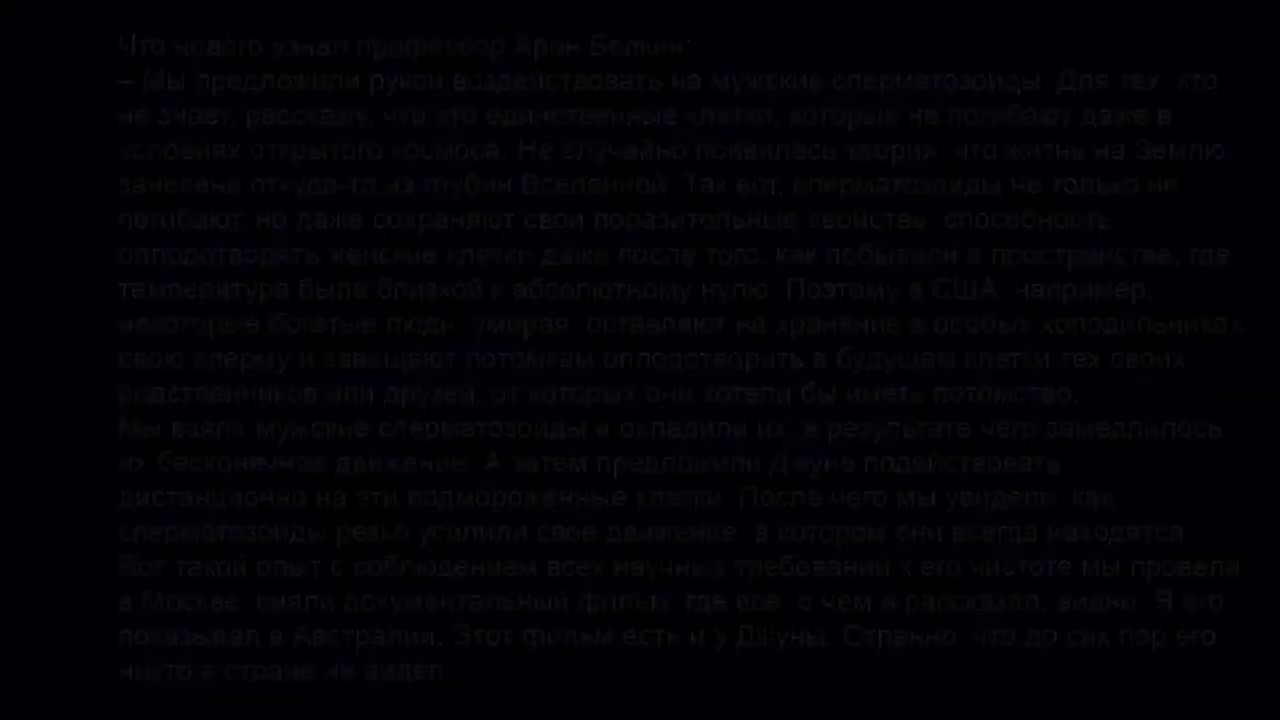 Что нового узнал профессор Арон Белкин?
– Мы предложили рукой воздействовать на мужские сперматозоиды. Для тех, кто
не знает, расскажу, что это единственные клетки, которые не погибают даже в
условиях открытого космоса. Не случайно появилась теория, что жизнь на Землю
занесена откуда-то из глубин Вселенной. Так вот, сперматозоиды не только не
погибают, но даже сохраняют свои поразительные свойства, способность
оплодотворять женские клетки даже после того, как побывали в пространстве, где
температура была близкой к абсолютному нулю. Поэтому в США, например,
некоторые богатые люди, умирая, оставляют на хранение в особых холодильниках
свою сперму и завещают потомкам оплодотворить в будущем клетки тех своих
родственников или друзей, от которых они хотели бы иметь потомство.
Мы взяли мужские сперматозоиды и охладили их, в результате чего замедлилось
их бесконечное движение. А затем предложили Джуне подействовать
дистанционно на эти подмороженные клетки. После чего мы увидели, как
сперматозоиды резко усилили свое движение, в котором они всегда находятся.
Вот такой опыт с соблюдением всех научных требований к его чистоте мы провели
в Москве, сняли документальный фильм, где все, о чем я рассказал, видно. Я его
показывал в Австралии. Этот фильм есть и у Джуны. Странно, что до сих пор его
никто в стране не видел.